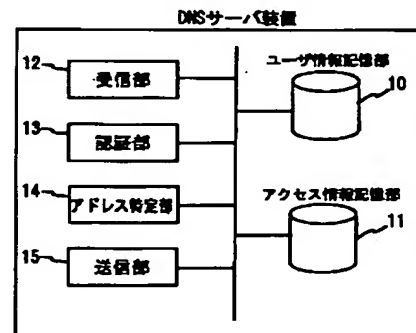 DNSサーバ装置
12 受信部
13 認証部
14 アドレス特定部
15 送信部
ユーザ情報記憶部
10
アクセス情報記憶部
11